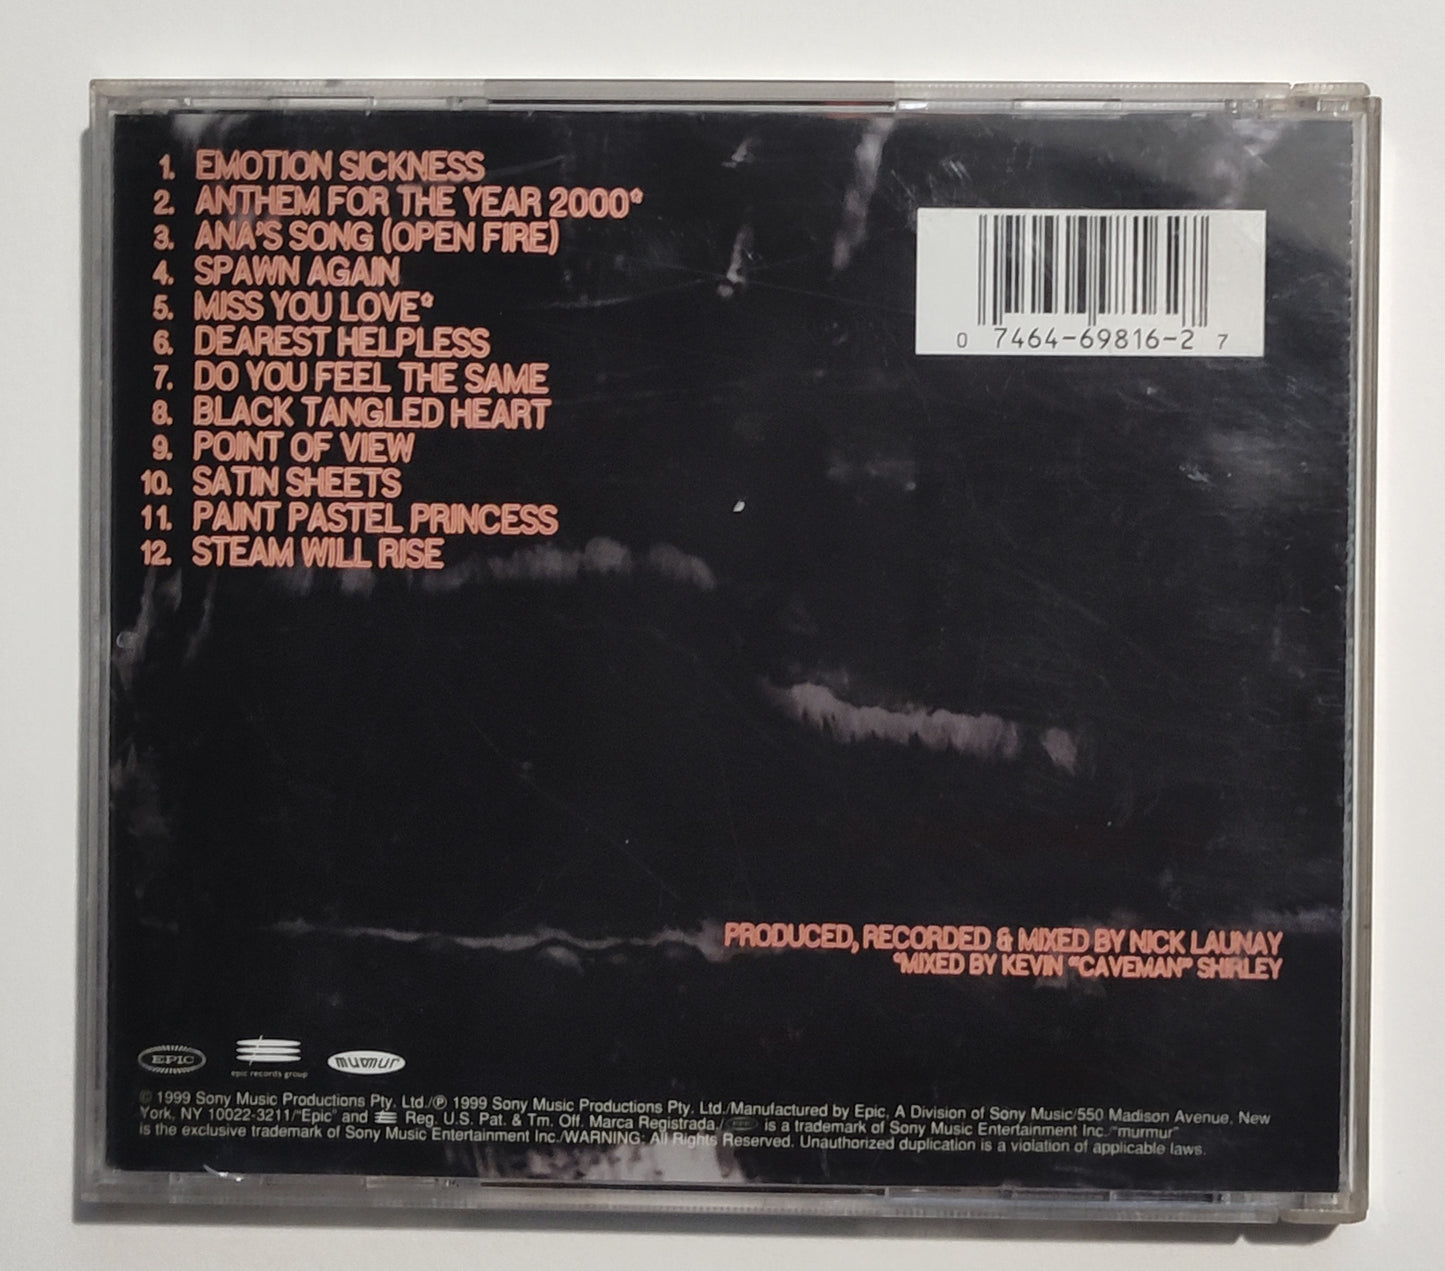 1. EMOTION SICKNESS
2. ANTHEM FOR THE YEAR 2000*
3. ANA'S SONG (OPEN FIRE)
4. SPAWN AGAIN
5. MISS YOU LOVE*
6. DEAREST HELPLESS
7. DO YOU FEEL THE SAME
8. BLACK TANGLED HEART
9. POINT OF VIEW
10. SATIN SHEETS
11. PAINT PASTEL PRINCESS
12. STEAM WILL RISE
0 7464-69816-2 7
PRODUCED, RECORDED & MIXED BY NICK LAUNAY
*MIXED BY KEVIN "CAVEMAN" SHIRLEY
EPIC
epic records group
murmur
© 1999 Sony Music Productions Pty. Ltd./℗ 1999 Sony Music Productions Pty. Ltd./Manufactured by Epic, A Division of Sony Music/550 Madison Avenue, New
York, NY 10022-3211/"Epic" and Reg. U.S. Pat. & Tm. Off. Marca Registrada./ EPIC is a trademark of Sony Music Entertainment Inc./"murmur"
is the exclusive trademark of Sony Music Entertainment Inc./WARNING: All Rights Reserved. Unauthorized duplication is a violation of applicable laws.